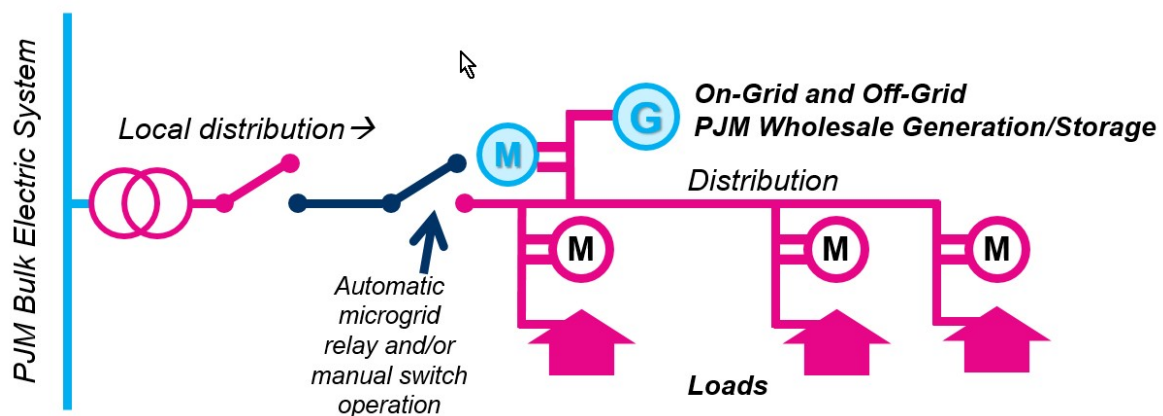 PJM Bulk Electric System
Local distribution→
M
G
On-Grid and Off-Grid
PJM Wholesale Generation/Storage
Distribution
M
M
M
Automatic
microgrid
relay and/or
manual switch
operation
Loads